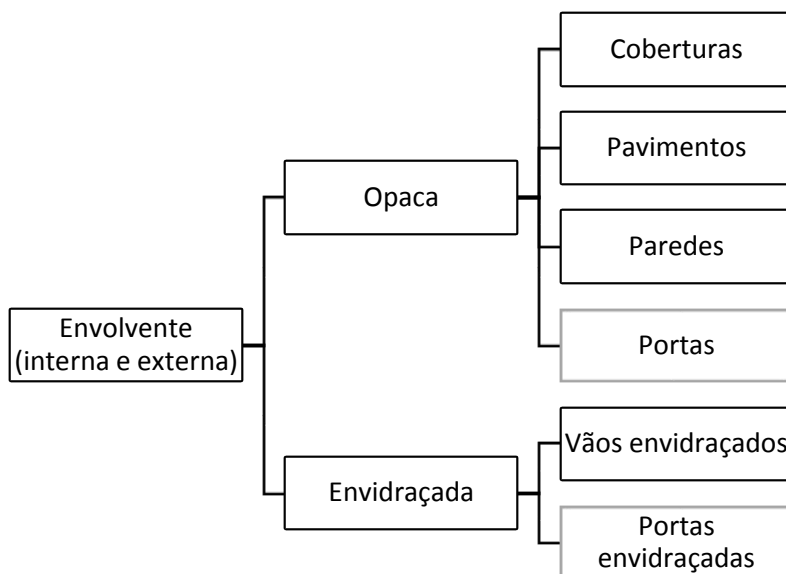 Coberturas
Pavimentos
Opaca
Paredes
Envolvente
(interna e externa)
Portas
Vãos envidraçados
Envidraçada
Portas
envidraçadas